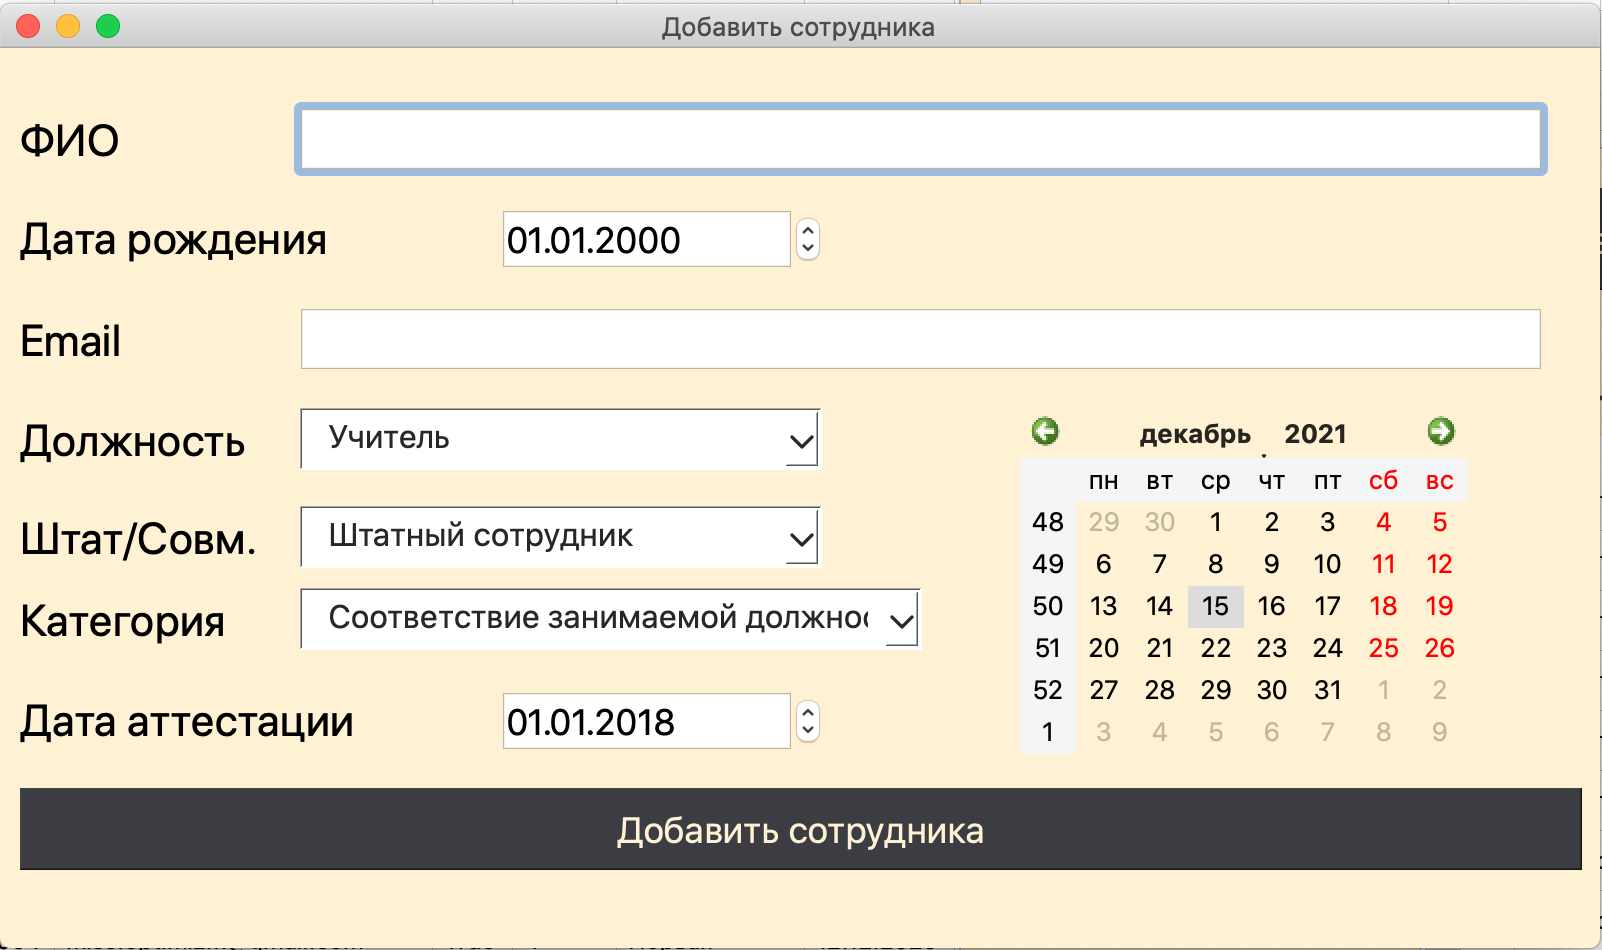 Добавить сотрудника
ФИО
Дата рождения 01.01.2000
Email
Должность Учитель
Штат/Совм. Штатный сотрудник
Категория Соответствие занимаемой
Дата аттестации 01.01.2018
декабрь 2021
пн вт ср чт пт сб вс
48 29 30 1 2 3 4 5
49 6 7 8 9 10 11 12
50 13 14 15 16 17 18 19
51 20 21 22 23 24 25 26
52 27 28 29 30 31 1 2
1 3 4 5 6 7 8 9
Добавить сотрудника